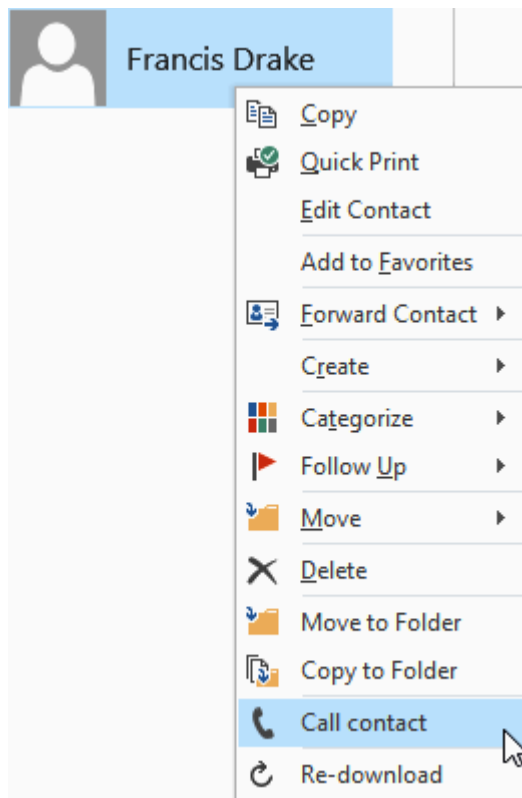 Francis Drake
Copy
Quick Print
Edit Contact
Add to Favorites
Forward Contact
Create
Categorize
Follow Up
Move
Delete
Move to Folder
Copy to Folder
Call contact
Re-download